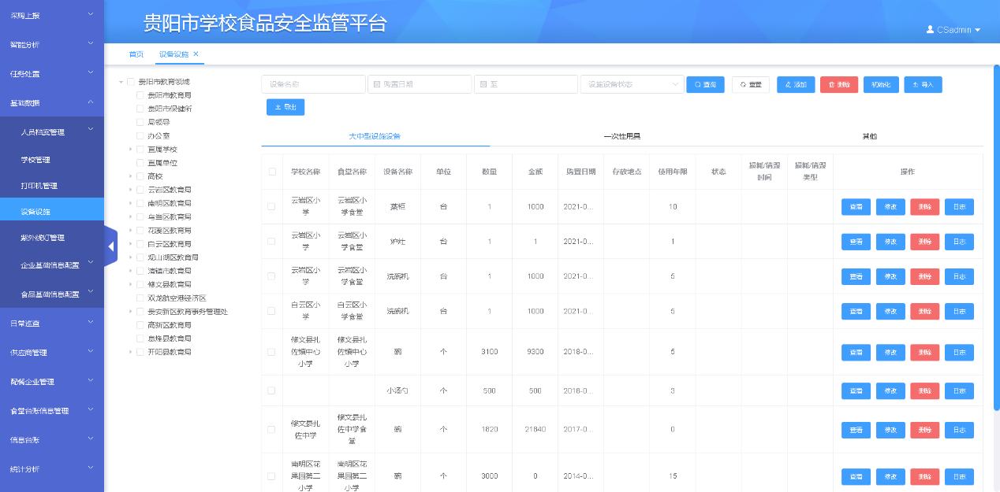 贵阳市学校食品安全监管平台
CSadmin
采购上报
智能分析
任务处置
基础数据
人员档案管理
学校管理
打印机管理
设备设施
紫外线灯管理
企业基础信息配置
食品基础信息配置
日常巡查
供应商管理
配餐企业管理
食堂台账信息管理
信息台账
统计分析
首页 设备设施 ×
贵阳市教育领域
贵阳市教育局
贵阳市保健所
局领导
办公室
直属学校
直属单位
高校
云岩区教育局
南明区教育局
乌当区教育局
花溪区教育局
白云区教育局
观山湖区教育局
清镇市教育局
修文县教育局
双龙航空港经济区
贵安新区教育事务管理处
高新区教育局
息烽县教育局
开阳县教育局
设备名称 购置日期 至 设施设备状态 查询 重置 添加 删除 初始化 导入
导出
大中型设施设备 一次性用具 其他
学校名称 食堂名称 设备名称 单位 数量 金额 购置日期 存放地点 使用年限 状态 损耗/销毁时间 损耗/销毁类型 操作
云岩区小学 云岩区小学食堂 蒸柜 台 1 1000 2021-0... 10 查看 修改 删除 日志
云岩区小学 云岩区小学食堂 炉灶 台 1 1 2021-0... 1 查看 修改 删除 日志
云岩区小学 云岩区小学食堂 洗碗机 台 1 1000 2021-0... 5 查看 修改 删除 日志
白云区小学 白云区小学食堂 洗碗机 台 1 1000 2021-0... 5 查看 修改 删除 日志
修文县扎佐镇中心小学 修文县扎佐镇中心小学 碗 个 3100 9300 2018-0... 5 查看 修改 删除 日志
小汤勺 个 500 500 2018-0... 3 查看 修改 删除 日志
修文县扎佐中学 修文县扎佐中学食堂 碗 个 1820 21840 2017-0... 0 查看 修改 删除 日志
南明区花果园第二小学 南明区花果园第二小学 碗 个 3000 0 2014-0... 15 查看 修改 删除 日志